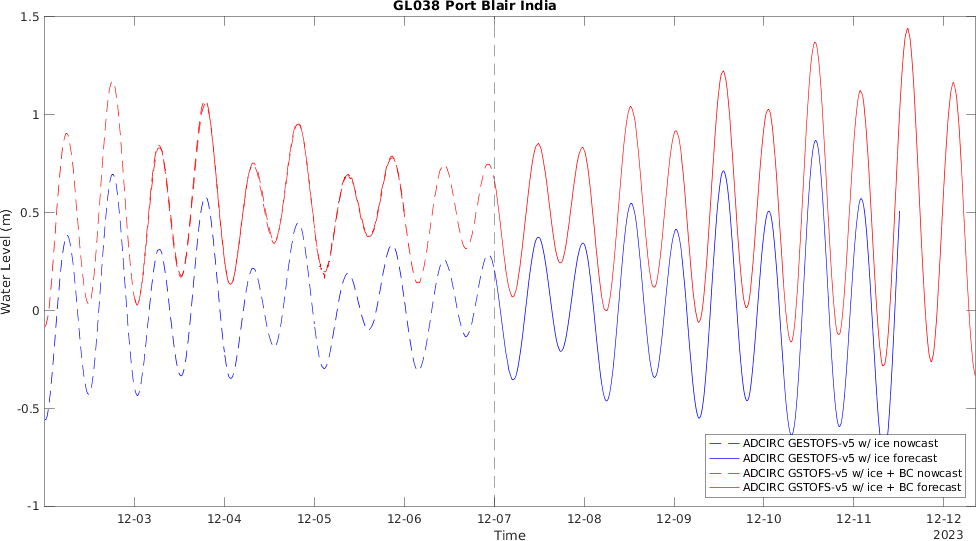 GL038 Port Blair India
1.5
1
0.5
0
-0.5
-1
Water Level (m)
12-03 12-04 12-05 12-06 12-07 12-08 12-09 12-10 12-11 12-12
Time 2023
ADCIRC GESTOFS-v5 w/ ice nowcast
ADCIRC GESTOFS-v5 w/ ice forecast
ADCIRC GSTOFS-v5 w/ ice + BC nowcast
ADCIRC GSTOFS-v5 w/ ice + BC forecast